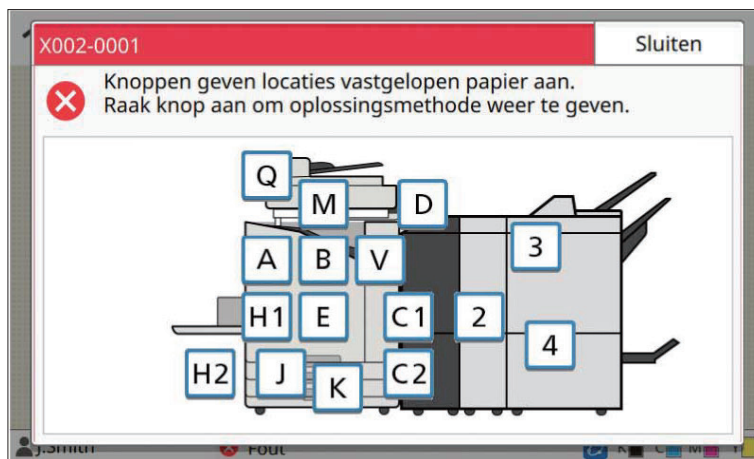 X002-0001
Sluiten
Knoppen geven locaties vastgelopen papier aan.
Raak knop aan om oplossingsmethode weer te geven.
Q
M
D
A
B
V
3
H1
E
C1
2
4
H2
J
K
C2
J.Smith
Fout
K
C
M
Y